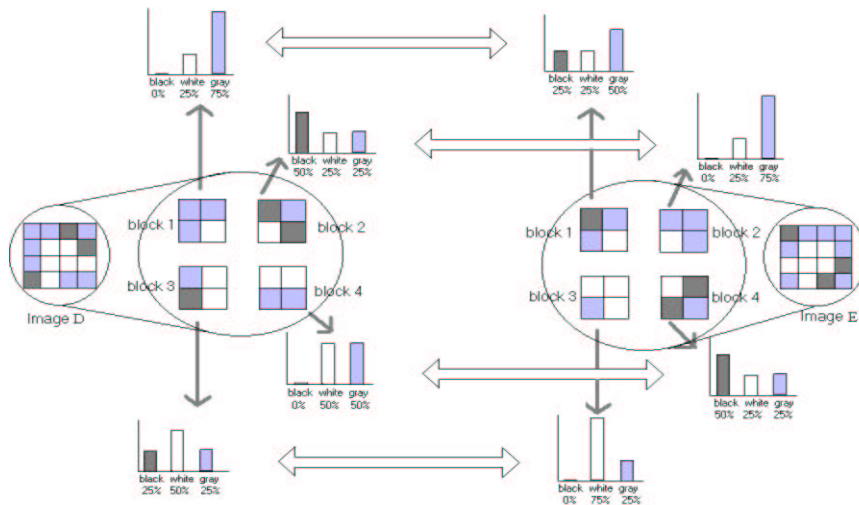 black white gray
0% 25% 75%
black white gray
25% 25% 50%
black white gray
50% 25% 25%
black white gray
0% 25% 75%
block 1
block 2
block 3
block 4
Image D
block 1
block 2
block 3
block 4
Image E
black white gray
0% 50% 50%
black white gray
50% 25% 25%
black white gray
25% 50% 25%
black white gray
0% 75% 25%